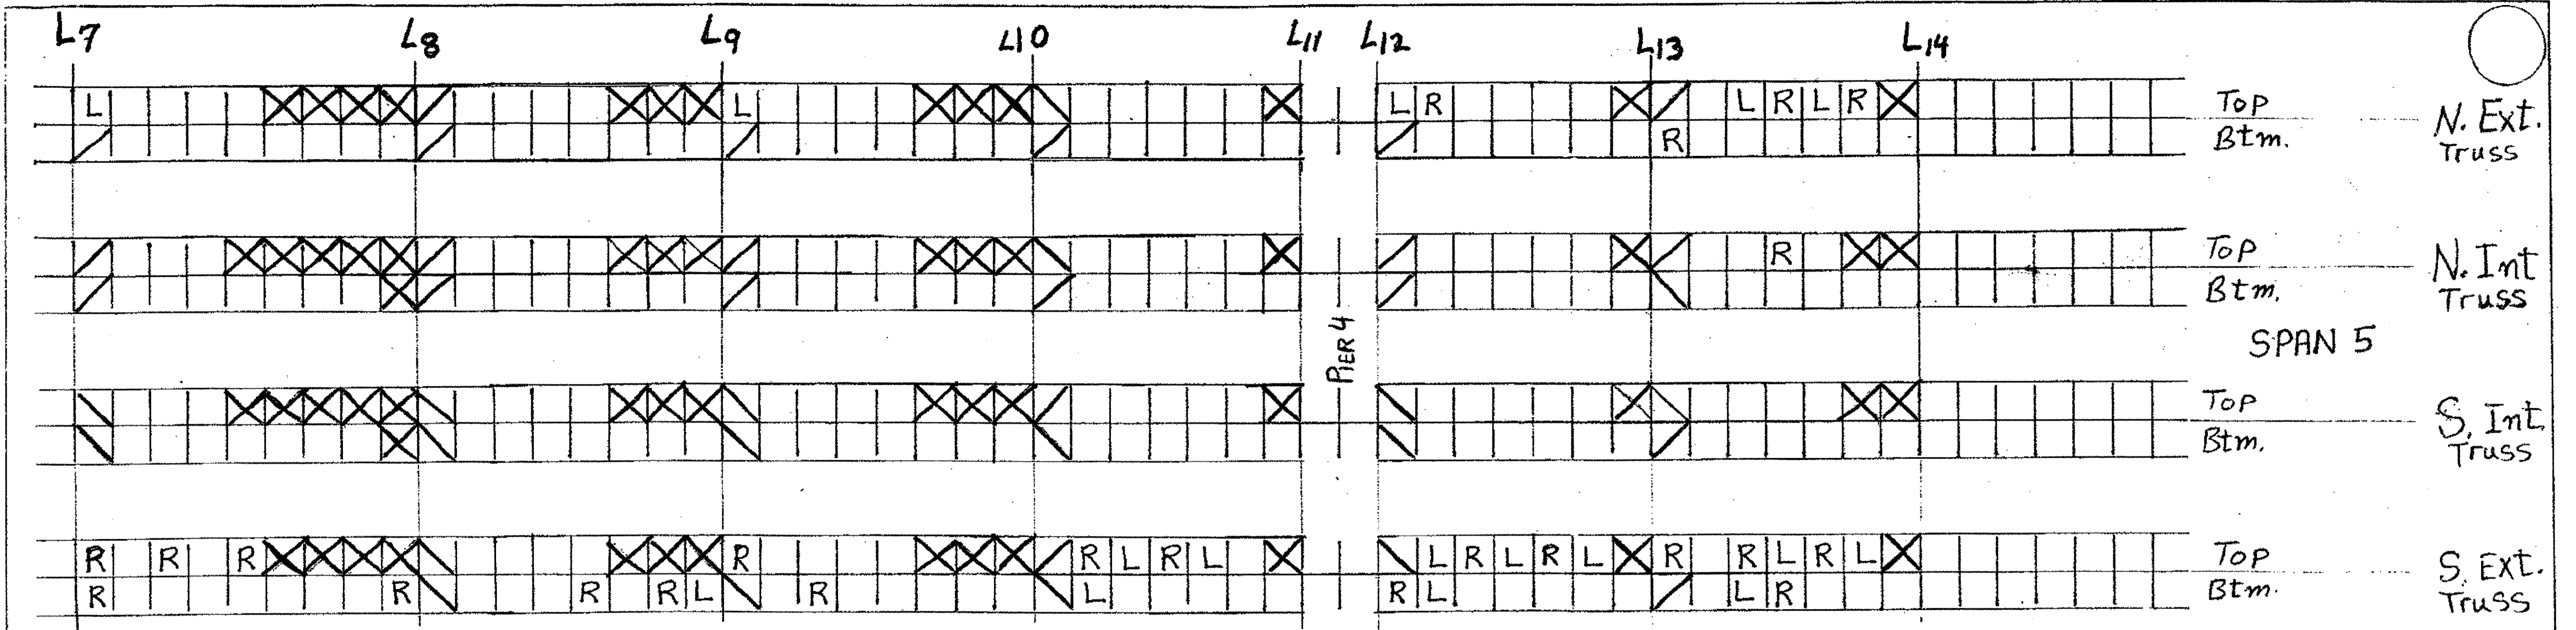 L7 L8 L9 L10 L11 L12 L13 L14
L L L R L R L R Top
R Btm.
N. Ext. Truss
R Top
Btm.
N. Int Truss
PIER 4
SPAN 5
Top
Btm.
S. Int. Truss
R R R R R L R L L R L R L R R L R L Top
R R R R L R L R L L R Btm.
S. Ext. Truss